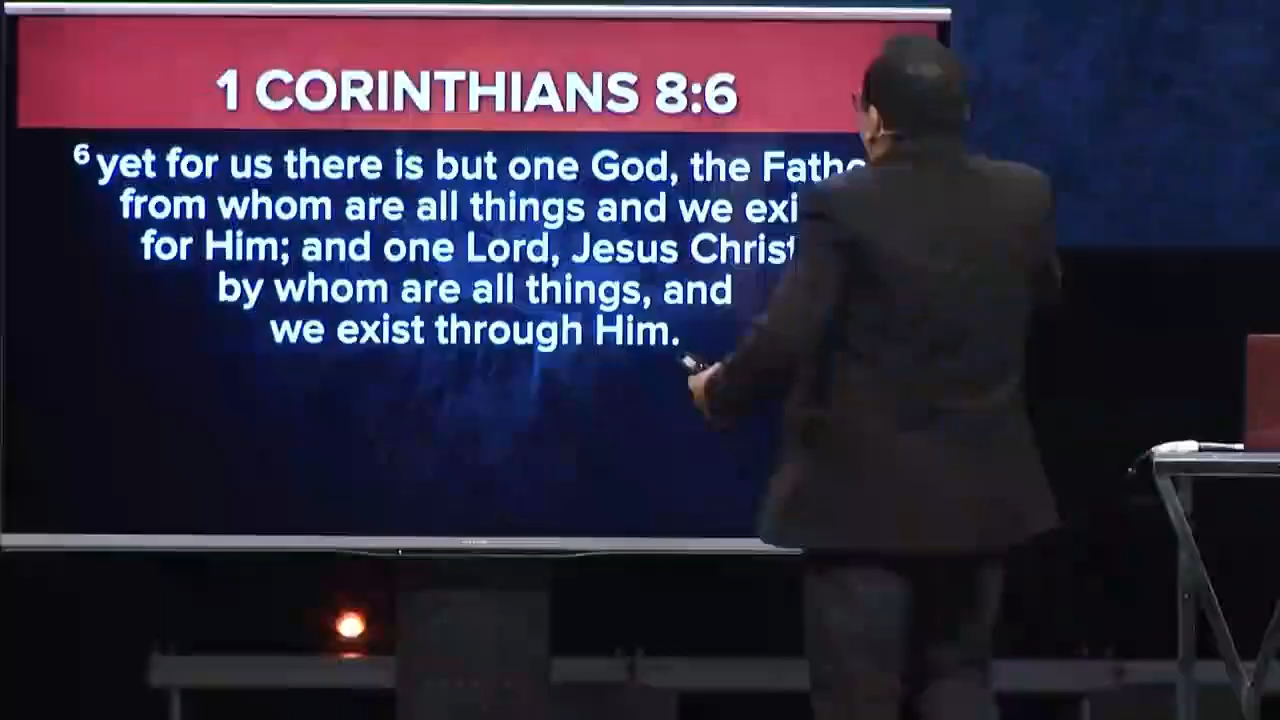 1 CORINTHIANS 8:6
6 yet for us there is but one God, the Fathe
from whom are all things and we exi
for Him; and one Lord, Jesus Christ
by whom are all things, and
we exist through Him.